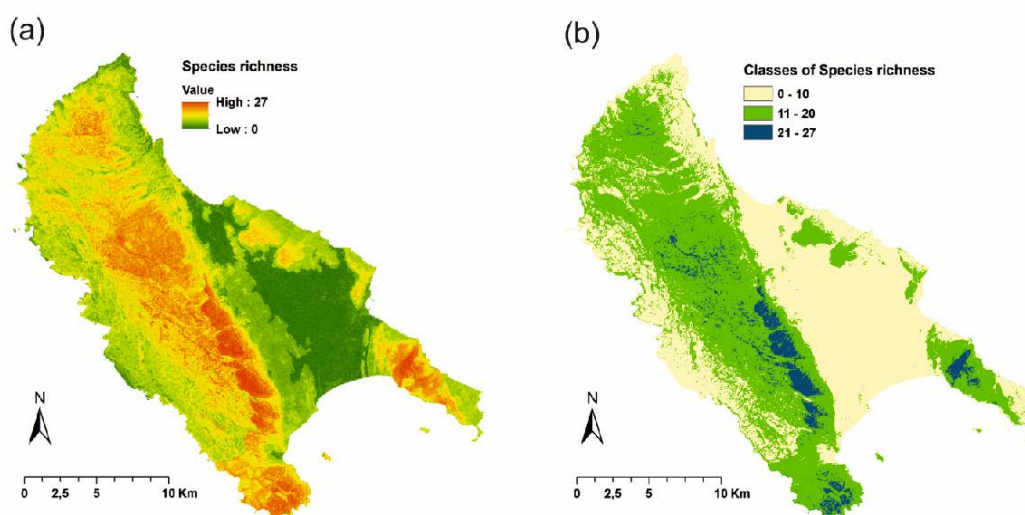 (a)
Species richness
Value
High : 27
Low : 0
N
0 2,5 5 10 Km
(b)
Classes of Species richness
0 - 10
11 - 20
21 - 27
N
0 2,5 5 10 Km